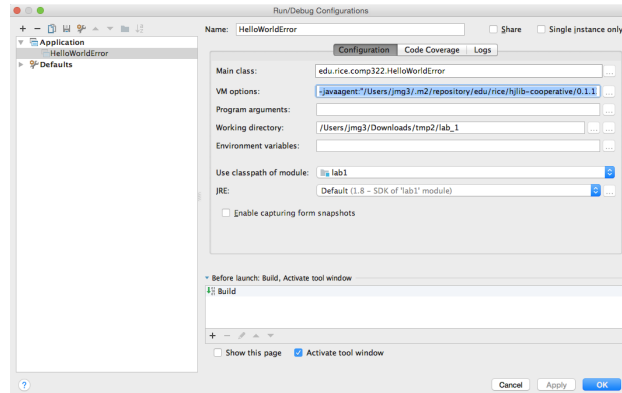 Run/Debug Configurations
Name: HelloWorldError Share Single instance only
Application
HelloWorldError
Defaults
Configuration Code Coverage Logs
Main class: edu.rice.comp322.HelloWorldError
VM options: -javaagent:"/Users/jmg3/.m2/repository/edu/rice/hjlib-cooperative/0.1.1
Program arguments:
Working directory: /Users/jmg3/Downloads/tmp2/lab_1
Environment variables:
Use classpath of module: lab1
JRE: Default (1.8 – SDK of 'lab1' module)
Enable capturing form snapshots
Before launch: Build, Activate tool window
Build
Show this page Activate tool window
? Cancel Apply OK